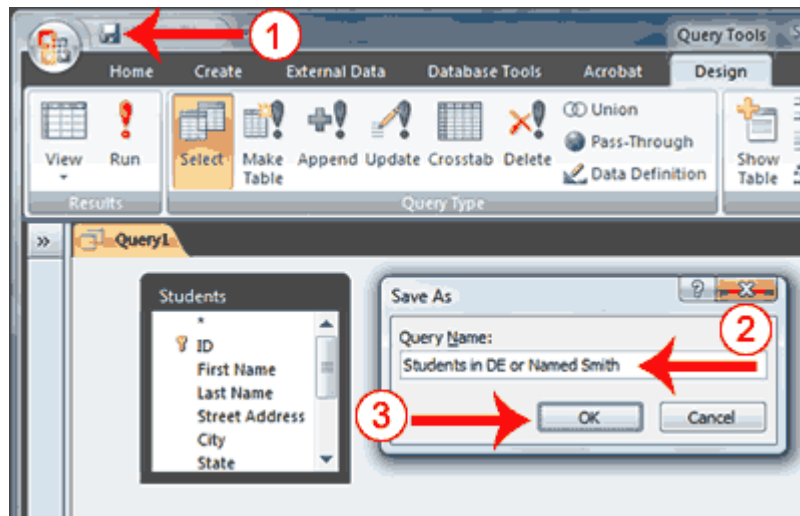 1
Query Tools
Home Create External Data Database Tools Acrobat Design
View
Run
Select
Make Table
Append
Update
Crosstab
Delete
Union
Pass-Through
Data Definition
Show Table
Results
Query Type
»
Query1
Students
*
ID
First Name
Last Name
Street Address
City
State
Save As
?
2
Query Name:
Students in DE or Named Smith
3
OK
Cancel